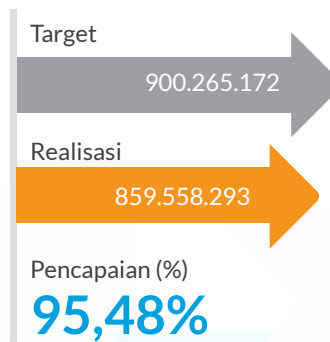 Target
900.265.172
Realisasi
859.558.293
Pencapaian (%)
95,48%